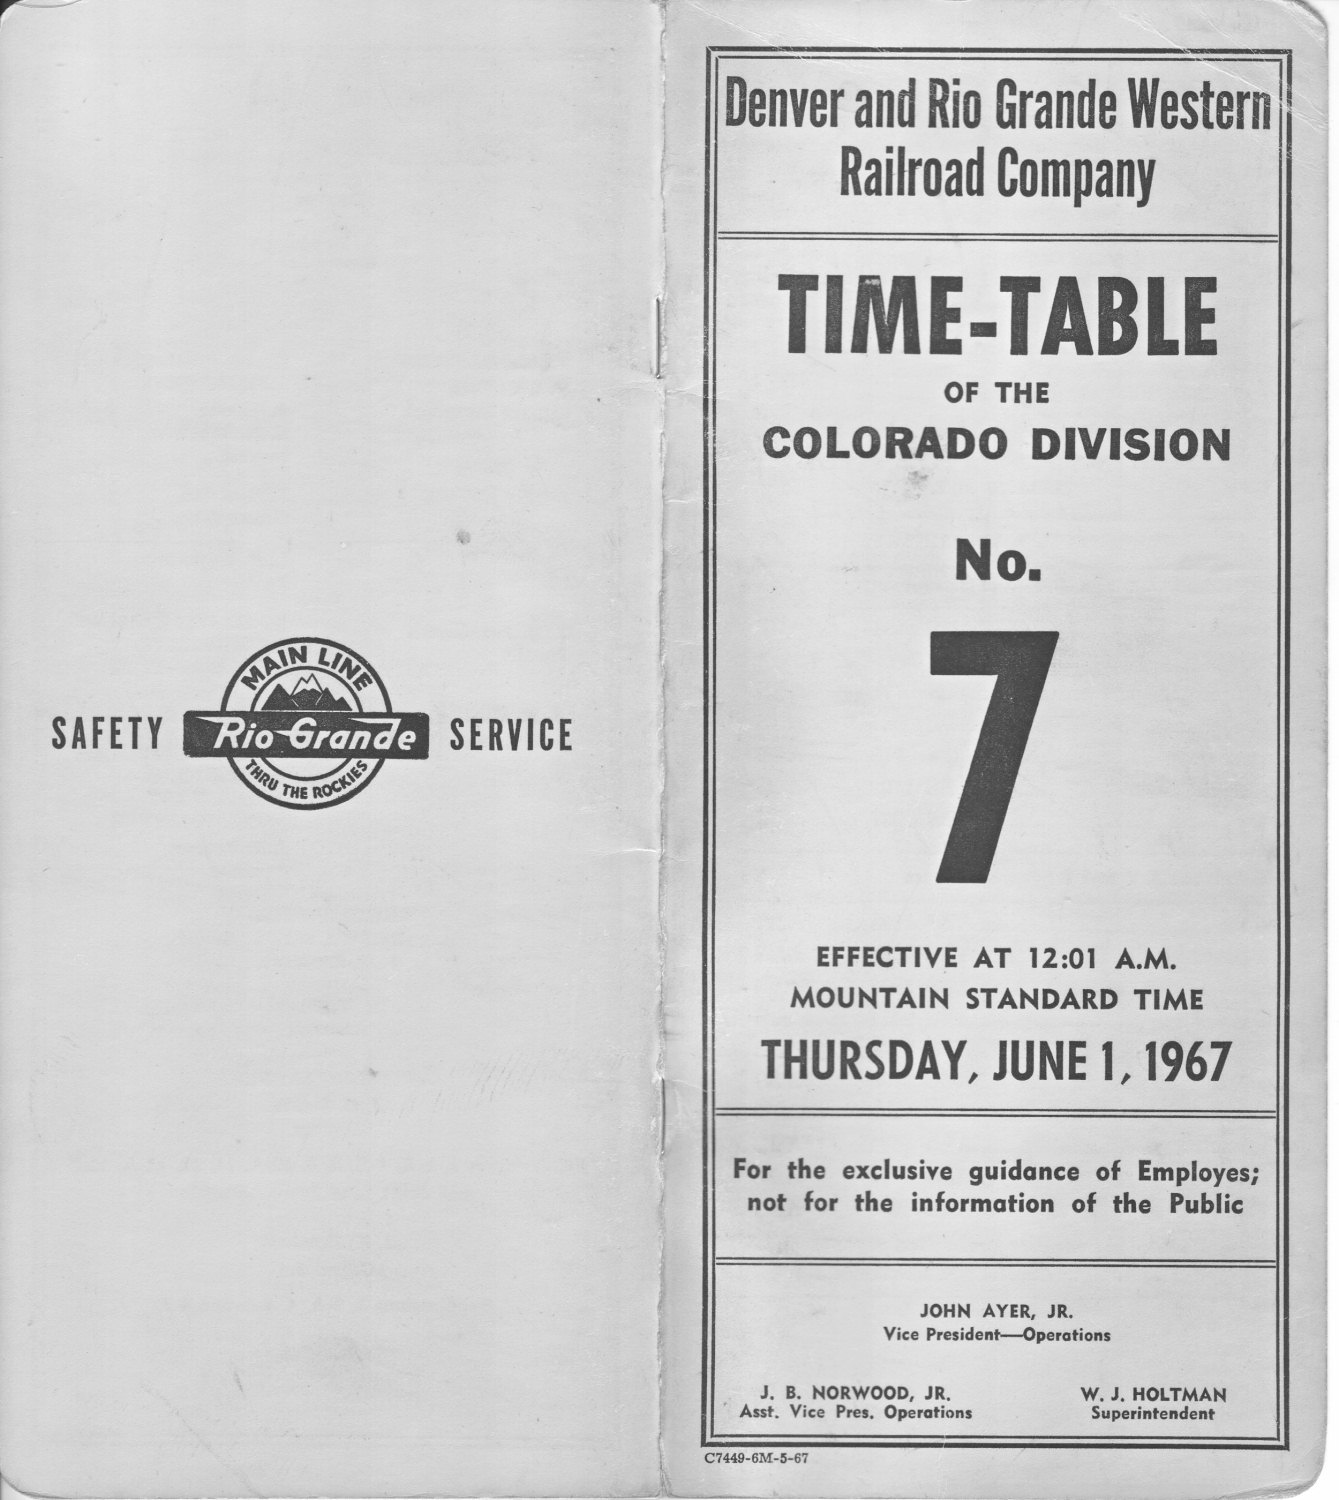 SAFETY
MAIN LINE
Rio Grande
THRU THE ROCKIES
SERVICE
Denver and Rio Grande Western
Railroad Company
TIME-TABLE
OF THE
COLORADO DIVISION
No.
7
EFFECTIVE AT 12:01 A.M.
MOUNTAIN STANDARD TIME
THURSDAY, JUNE 1, 1967
For the exclusive guidance of Employes;
not for the information of the Public
JOHN AYER, JR.
Vice President—Operations
J. B. NORWOOD, JR.
Asst. Vice Pres. Operations
W. J. HOLTMAN
Superintendent
C7449-6M-5-67